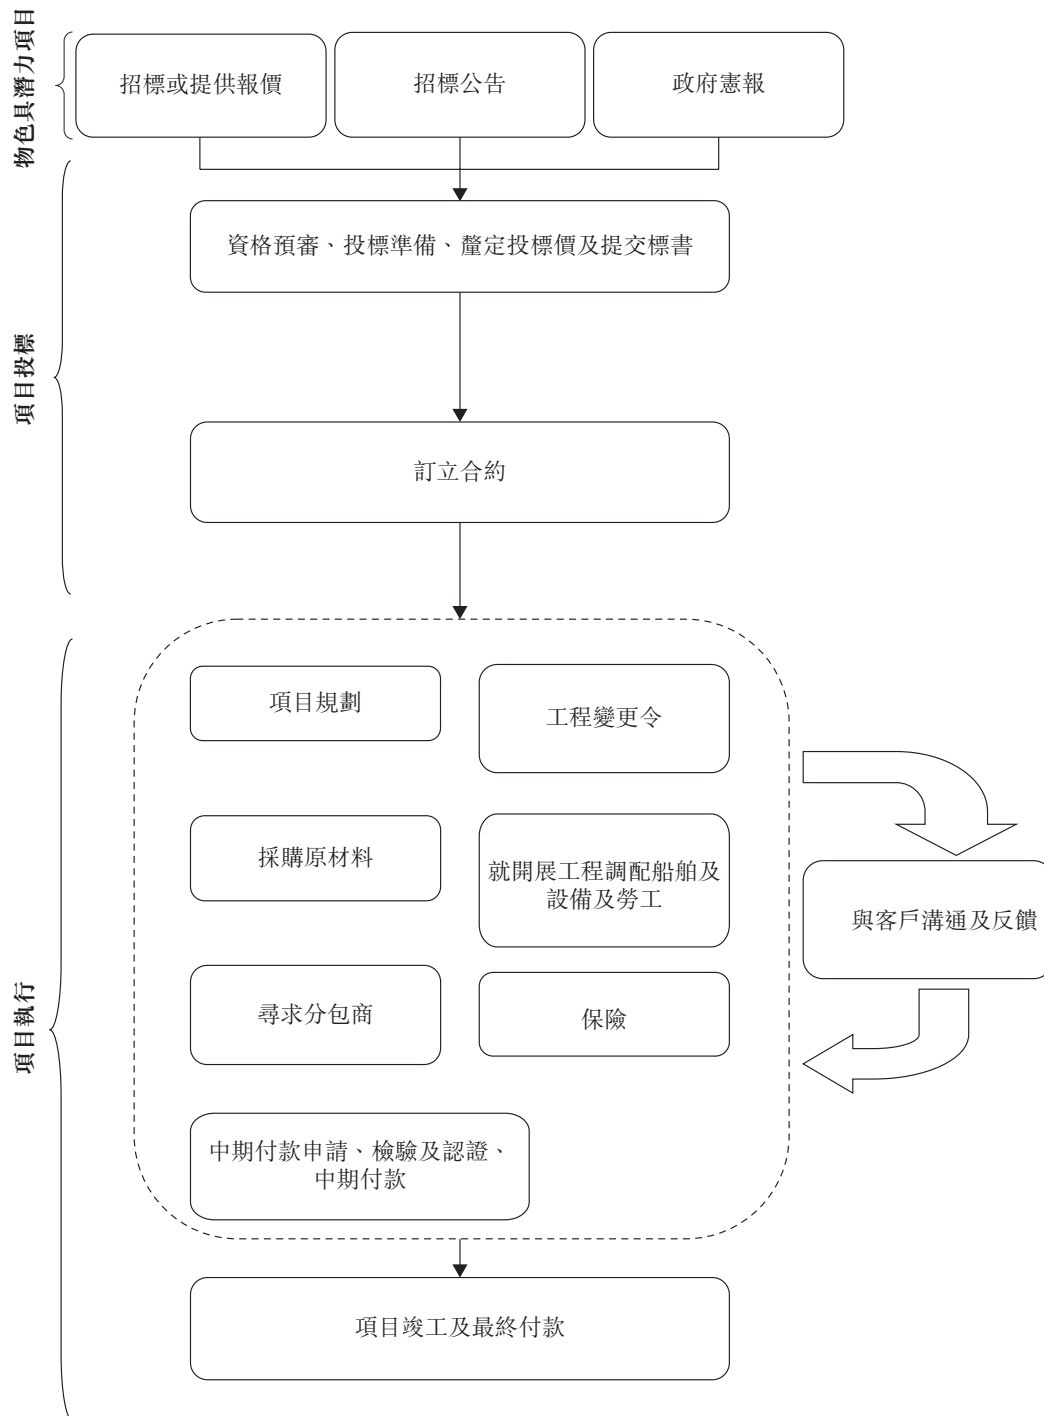 物色具潛力項目
招標或提供報價
招標公告
政府憲報
項目投標
資格預審、投標準備、釐定投標價及提交標書
訂立合約
項目執行
項目規劃
工程變更令
採購原材料
就開展工程調配船舶及
設備及勞工
與客戶溝通及反饋
尋求分包商
保險
中期付款申請、檢驗及認證、
中期付款
項目竣工及最終付款